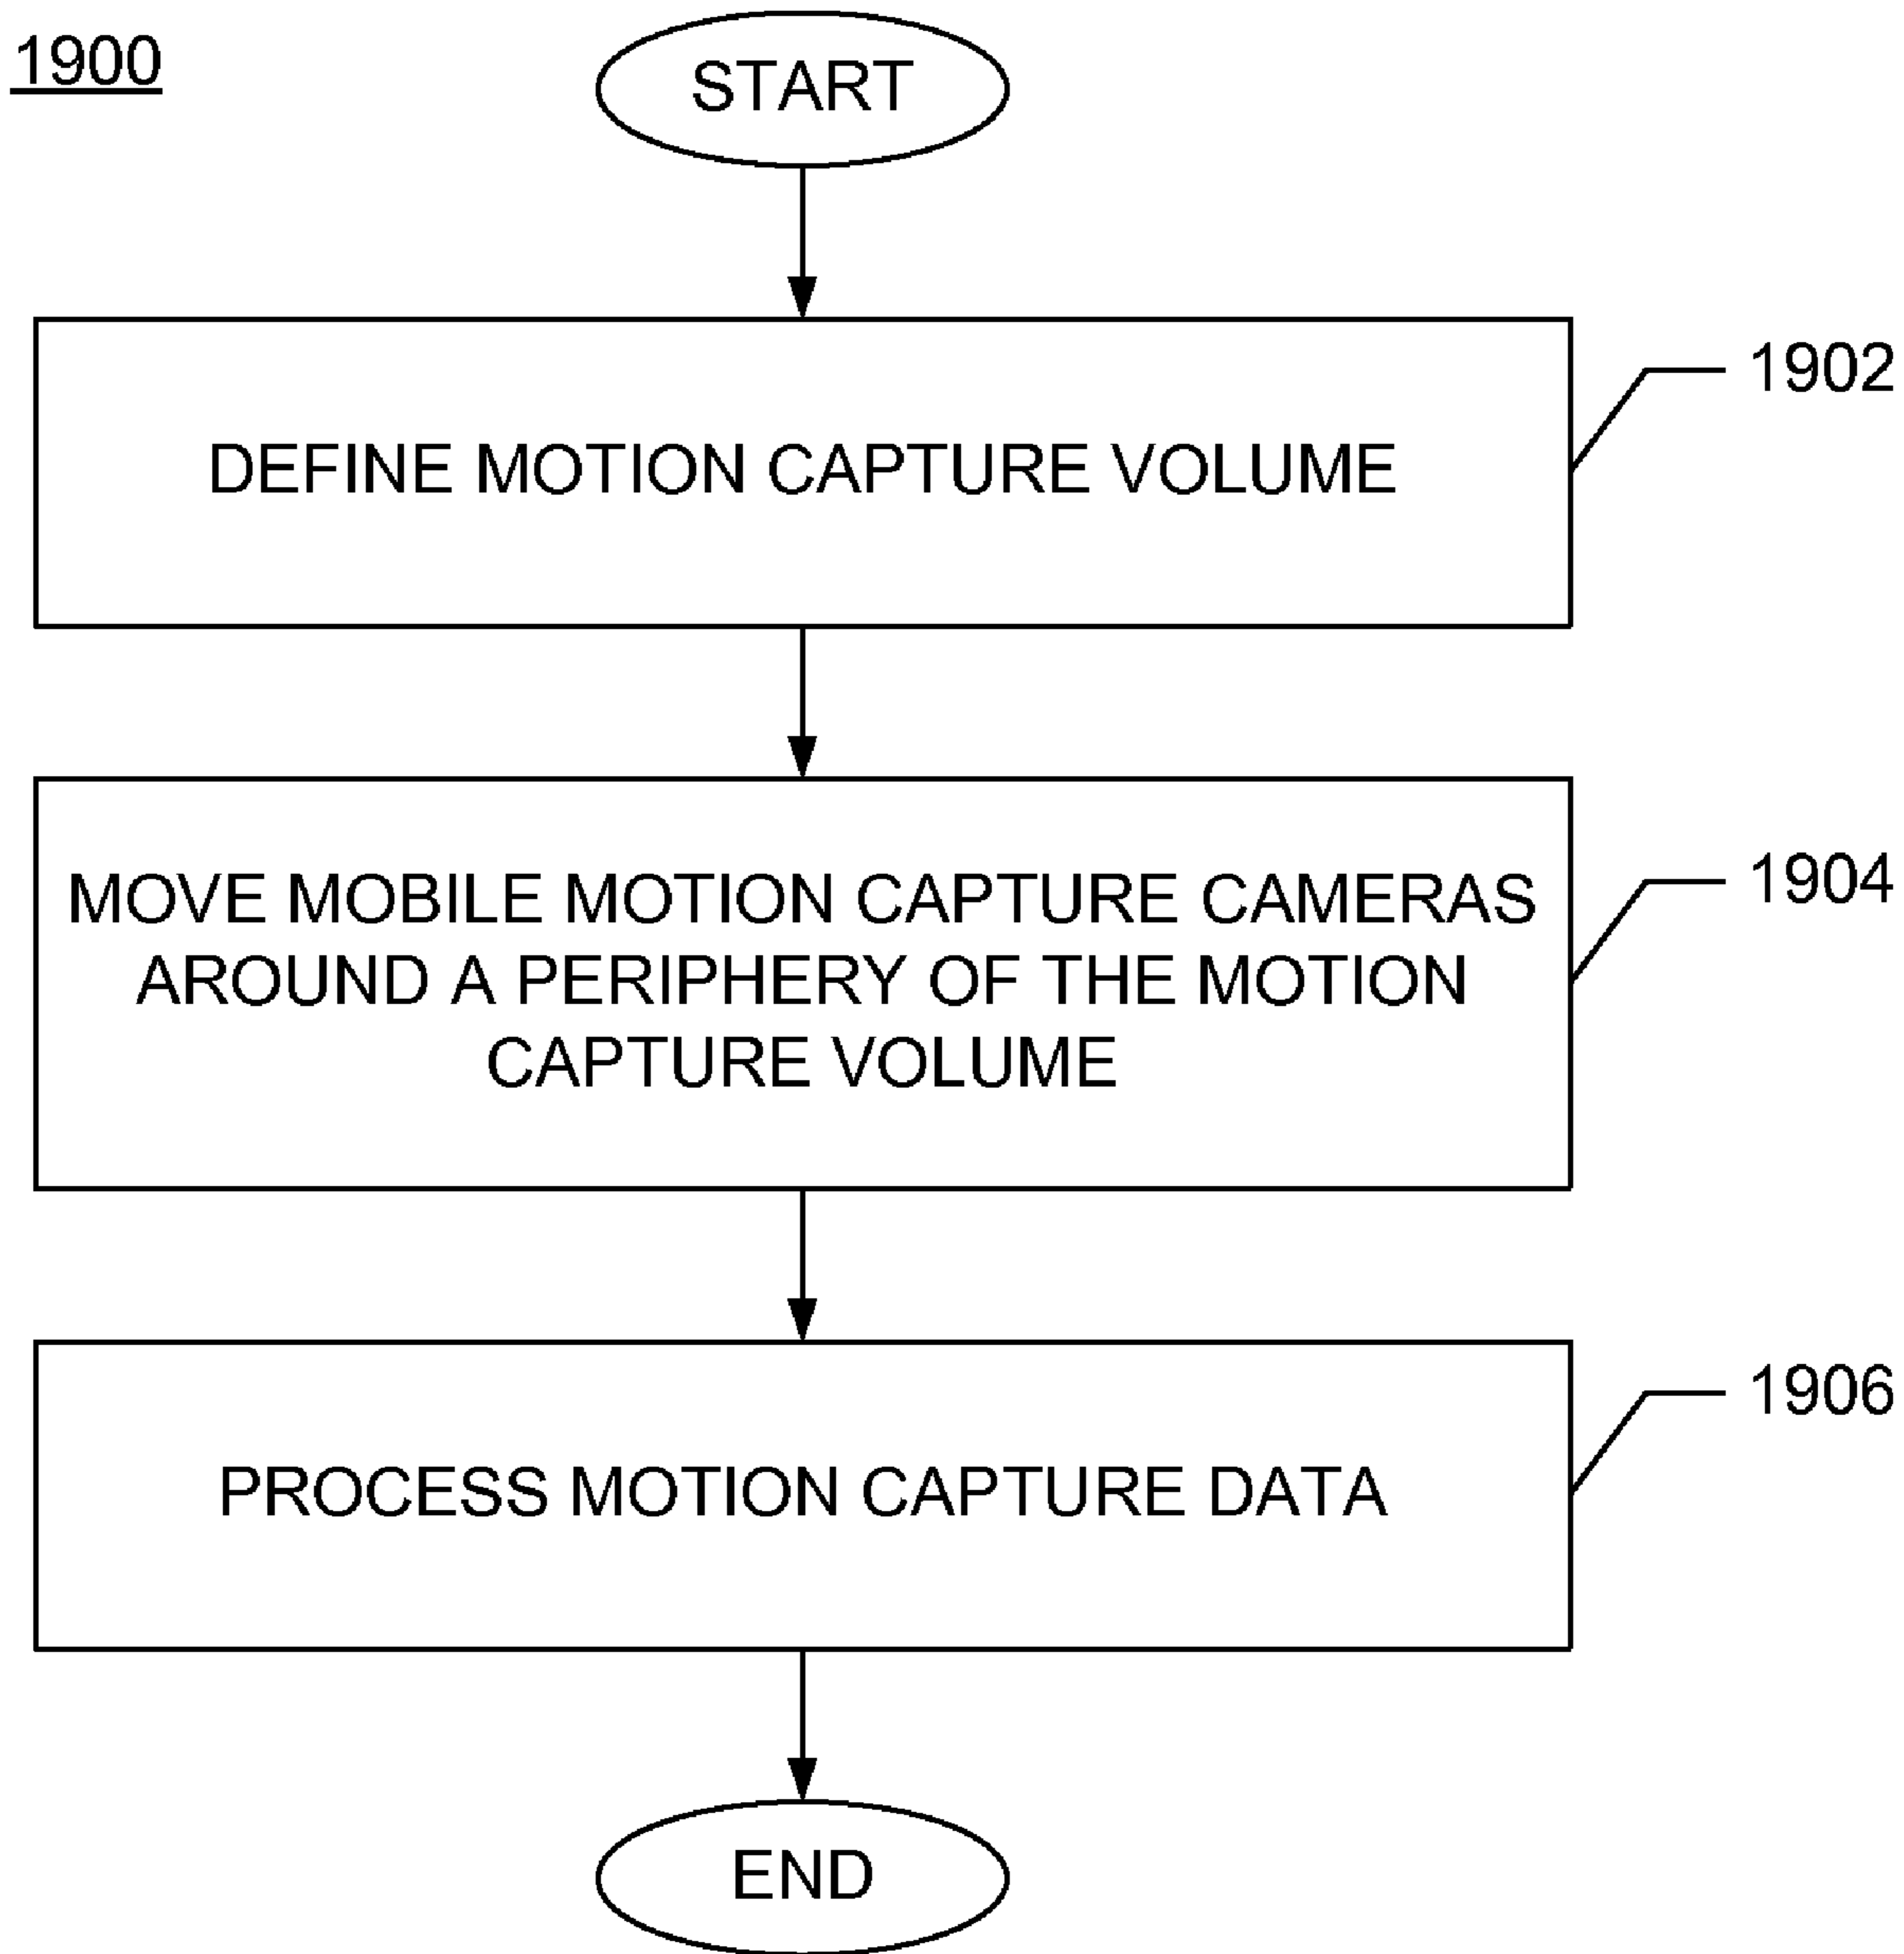 1900
START
DEFINE MOTION CAPTURE VOLUME
1902
MOVE MOBILE MOTION CAPTURE CAMERAS
AROUND A PERIPHERY OF THE MOTION
CAPTURE VOLUME
1904
PROCESS MOTION CAPTURE DATA
1906
END